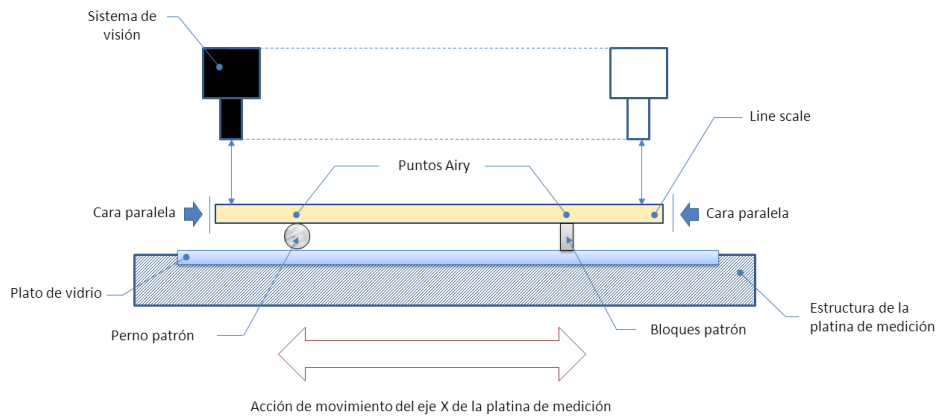 Sistema de
visión
Line scale
Puntos Airy
Cara paralela
Cara paralela
Plato de vidrio
Estructura de la
platina de medición
Perno patrón
Bloques patrón
Acción de movimiento del eje X de la platina de medición